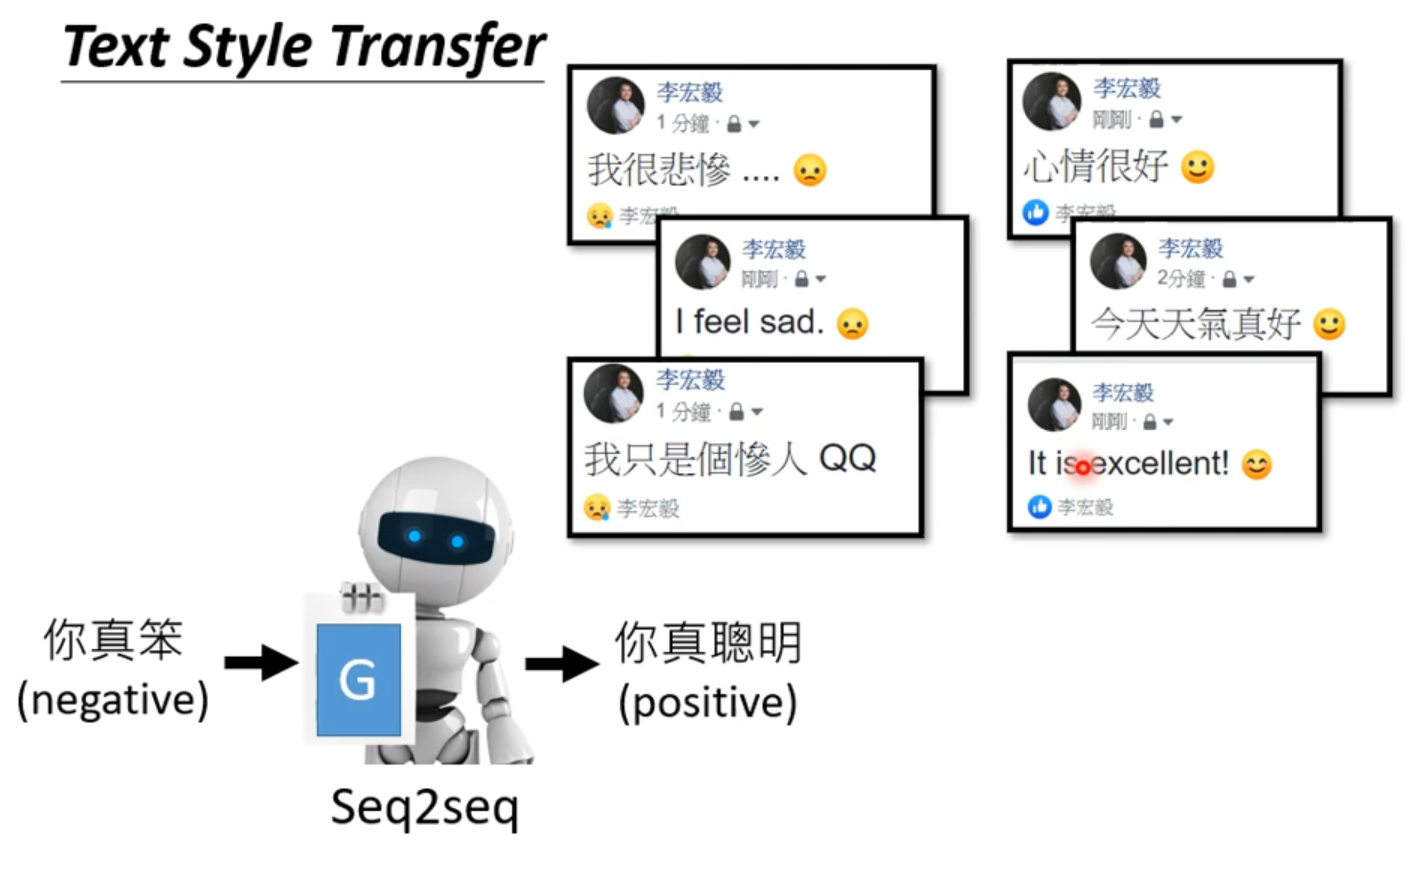 Text Style Transfer
李宏毅
1 分鐘 ·
我很悲慘 ....
李宏毅
李宏毅
剛剛 ·
I feel sad.
李宏毅
1 分鐘 ·
我只是個慘人 QQ
李宏毅
李宏毅
剛剛 ·
心情很好
李宏毅
李宏毅
2分鐘 ·
今天天氣真好
李宏毅
剛剛 ·
It is excellent!
李宏毅
你真笨
(negative)
G
Seq2seq
你真聰明
(positive)